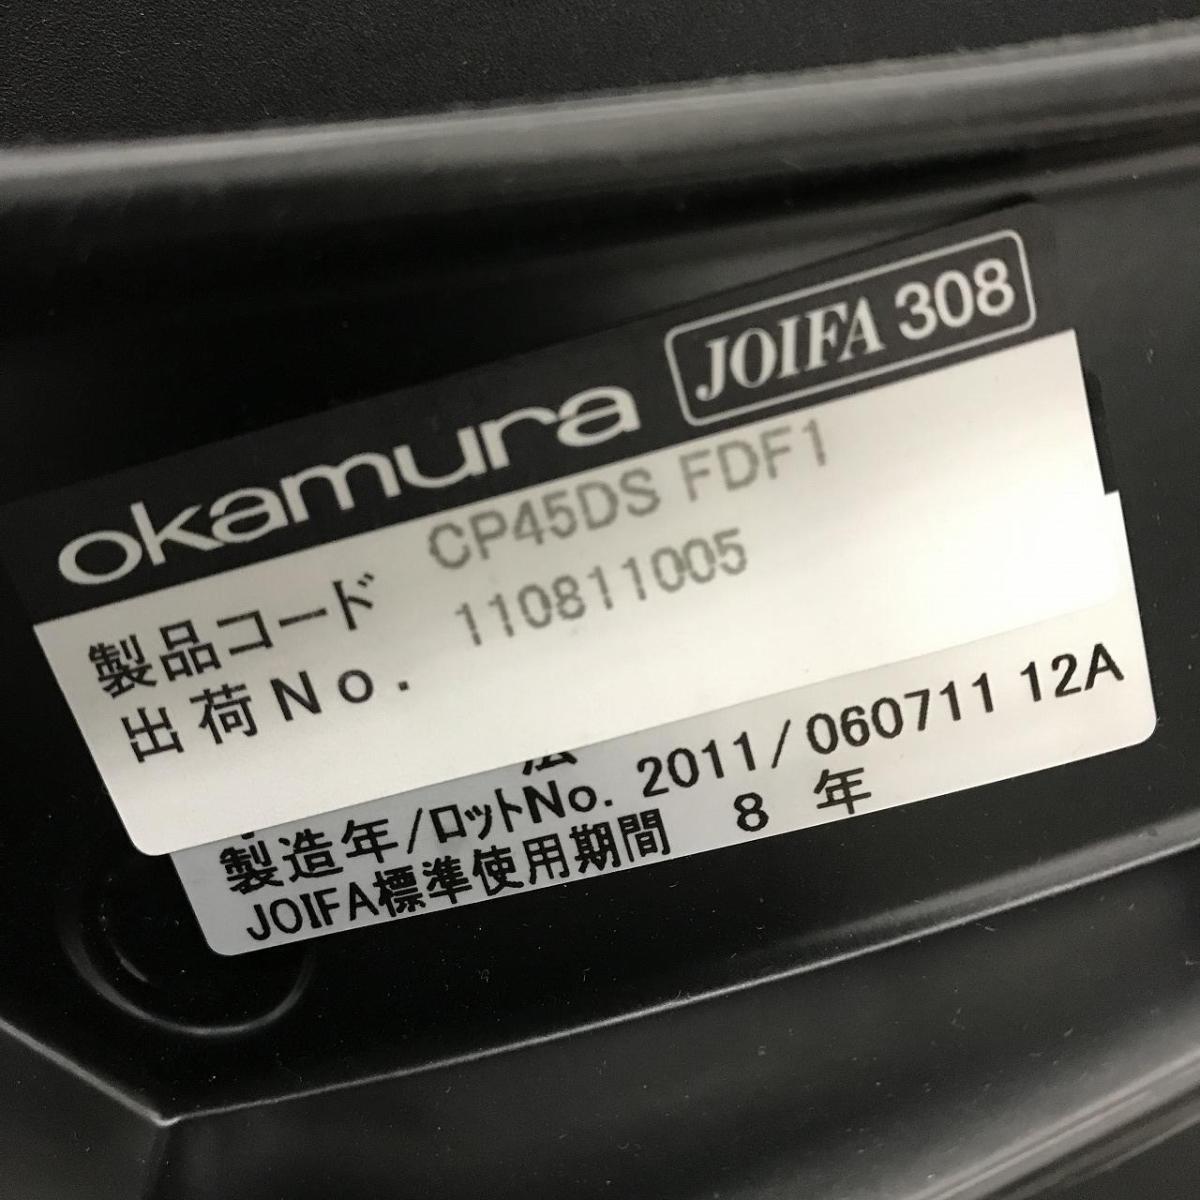 okamura JOIFA 308
製品コード CP45DS FDF1
出荷No. 110811005
法
製造年/ロットNo. 2011/060711 12A
JOIFA標準使用期間 8 年